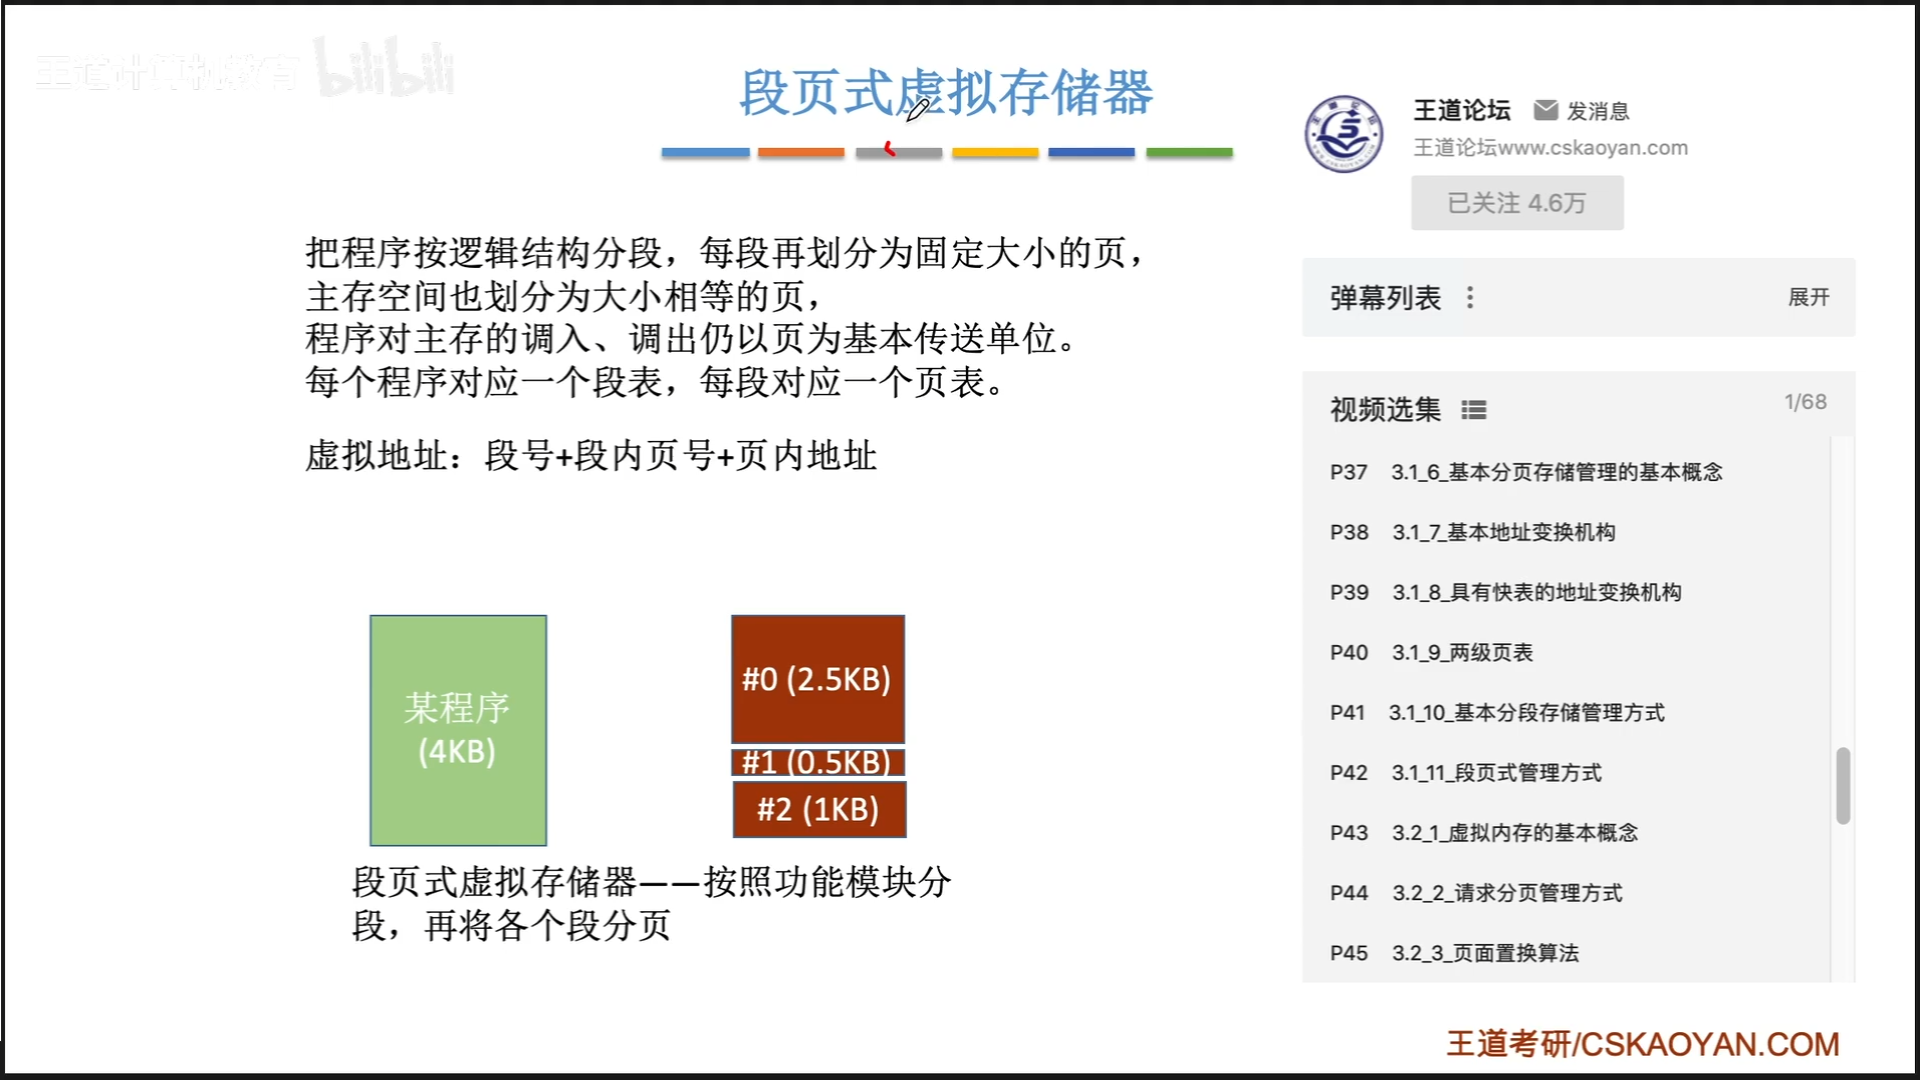 王道计算机教育 bilibili
段页式虚拟存储器
把程序按逻辑结构分段，每段再划分为固定大小的页，
主存空间也划分为大小相等的页，
程序对主存的调入、调出仍以页为基本传送单位。
每个程序对应一个段表，每段对应一个页表。
虚拟地址：段号+段内页号+页内地址
某程序
(4KB)
#0 (2.5KB)
#1 (0.5KB)
#2 (1KB)
段页式虚拟存储器——按照功能模块分
段，再将各个段分页
王道论坛 发消息
王道论坛www.cskaoyan.com
已关注 4.6万
弹幕列表 展开
视频选集 1/68
P37 3.1_6_基本分页存储管理的基本概念
P38 3.1_7_基本地址变换机构
P39 3.1_8_具有快表的地址变换机构
P40 3.1_9_两级页表
P41 3.1_10_基本分段存储管理方式
P42 3.1_11_段页式管理方式
P43 3.2_1_虚拟内存的基本概念
P44 3.2_2_请求分页管理方式
P45 3.2_3_页面置换算法
王道考研/CSKAOYAN.COM